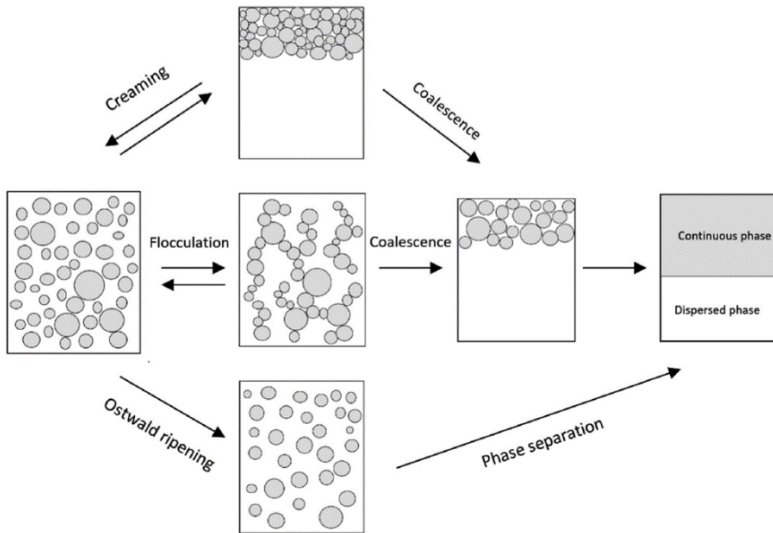 Creaming
Coalescence
Flocculation
Coalescence
Continuous phase
Dispersed phase
Ostwald ripening
Phase separation